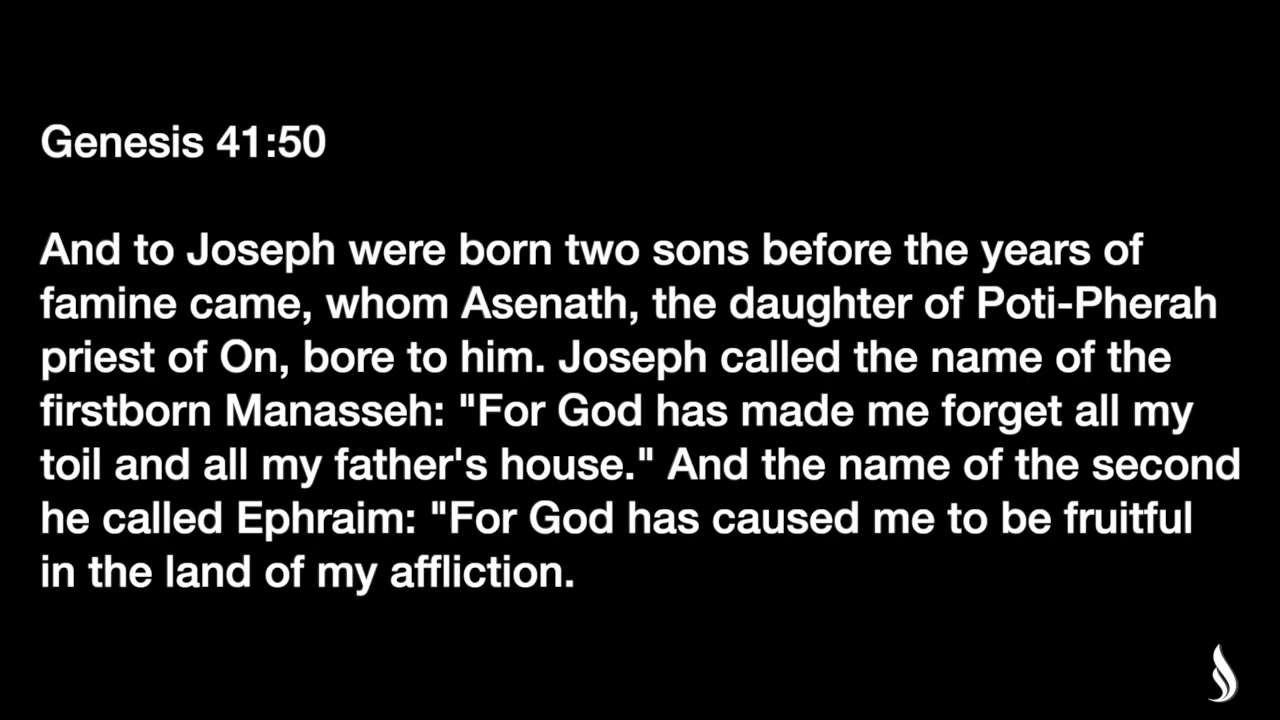 Genesis 41:50
And to Joseph were born two sons before the years of
famine came, whom Asenath, the daughter of Poti-Pherah
priest of On, bore to him. Joseph called the name of the
firstborn Manasseh: "For God has made me forget all my
toil and all my father's house." And the name of the second
he called Ephraim: "For God has caused me to be fruitful
in the land of my affliction.